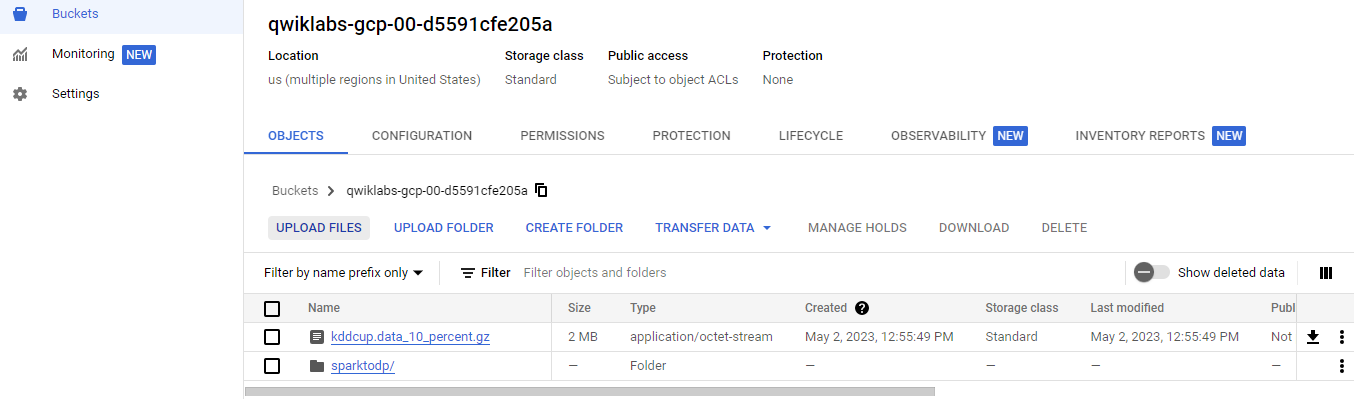 Buckets
Monitoring NEW
Settings
qwiklabs-gcp-00-d5591cfe205a
Location Storage class Public access Protection
us (multiple regions in United States) Standard Subject to object ACLs None
OBJECTS CONFIGURATION PERMISSIONS PROTECTION LIFECYCLE OBSERVABILITY NEW INVENTORY REPORTS NEW
Buckets > qwiklabs-gcp-00-d5591cfe205a
UPLOAD FILES UPLOAD FOLDER CREATE FOLDER TRANSFER DATA MANAGE HOLDS DOWNLOAD DELETE
Filter by name prefix only Filter Filter objects and folders Show deleted data
Name Size Type Created ? Storage class Last modified Publ
kddcup.data_10_percent.gz 2 MB application/octet-stream May 2, 2023, 12:55:49 PM Standard May 2, 2023, 12:55:49 PM Not
sparktodp/ — Folder — — — —